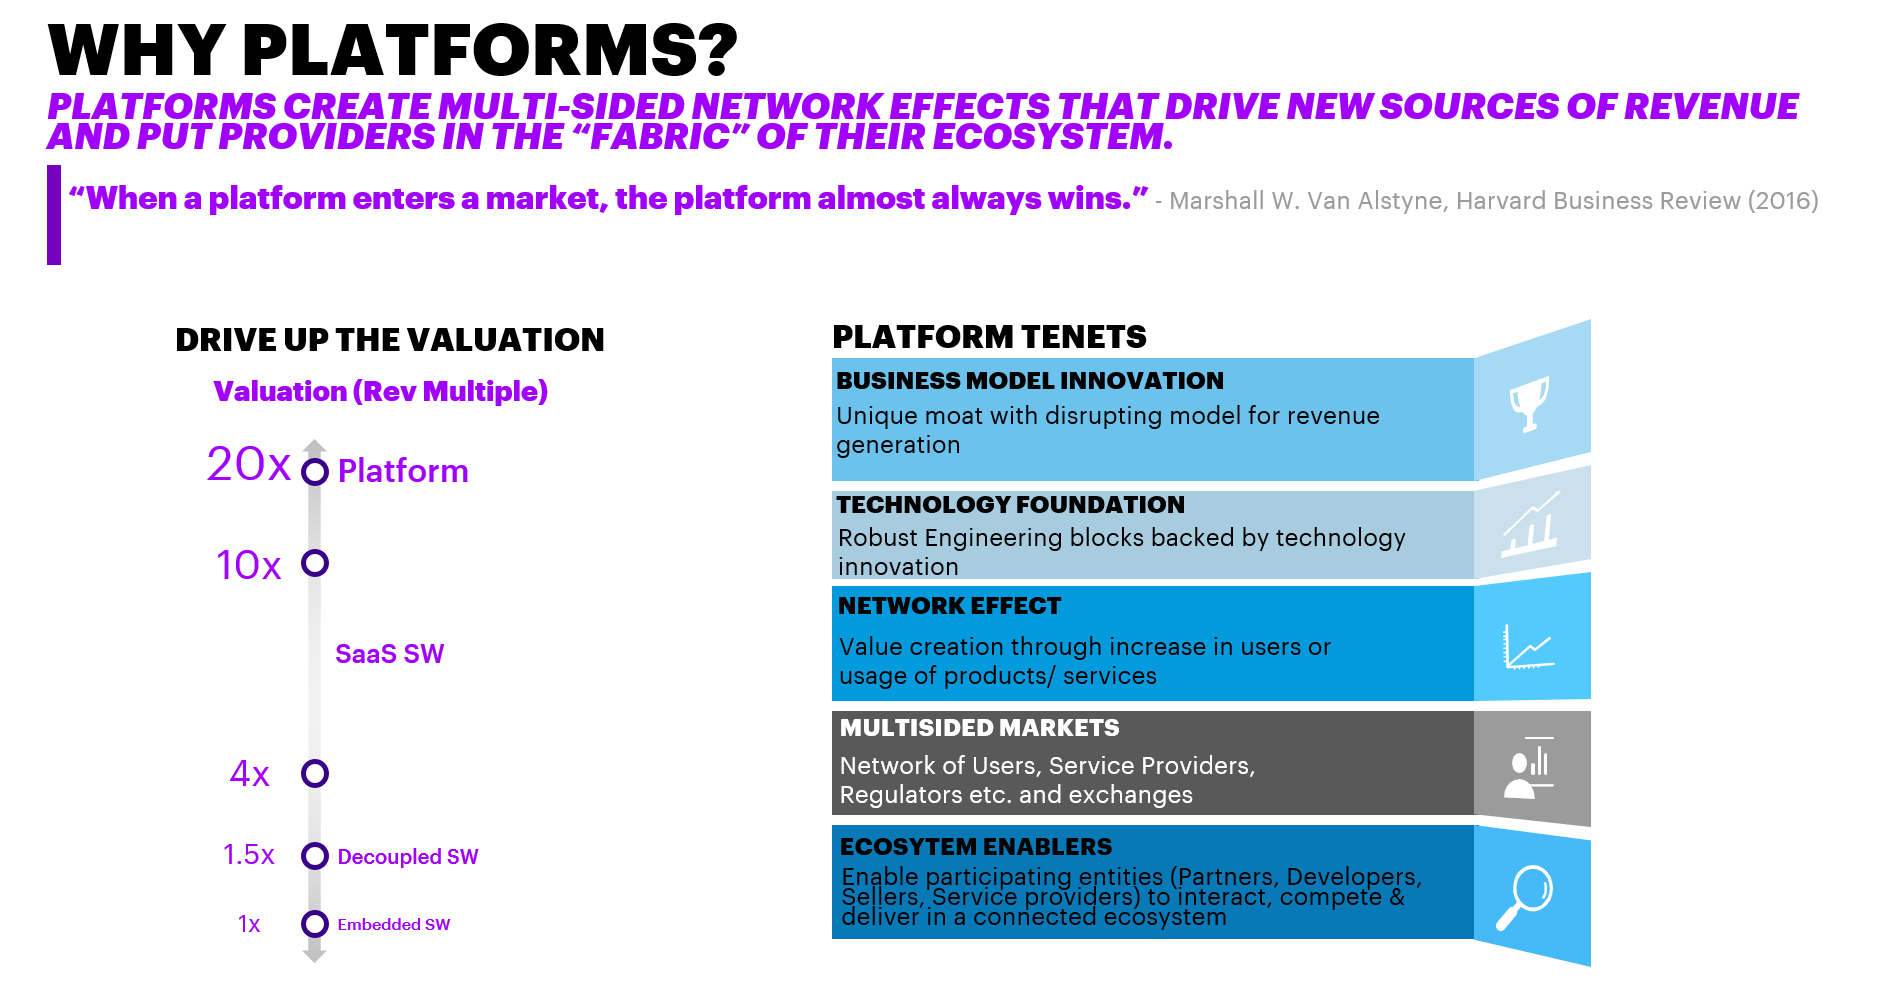 WHY PLATFORMS?
PLATFORMS CREATE MULTI-SIDED NETWORK EFFECTS THAT DRIVE NEW SOURCES OF REVENUE
AND PUT PROVIDERS IN THE “FABRIC” OF THEIR ECOSYSTEM.
“When a platform enters a market, the platform almost always wins.” - Marshall W. Van Alstyne, Harvard Business Review (2016)
DRIVE UP THE VALUATION
Valuation (Rev Multiple)
20x Platform
10x
SaaS SW
4x
1.5x Decoupled SW
1x Embedded SW
PLATFORM TENETS
BUSINESS MODEL INNOVATION
Unique moat with disrupting model for revenue
generation
TECHNOLOGY FOUNDATION
Robust Engineering blocks backed by technology
innovation
NETWORK EFFECT
Value creation through increase in users or
usage of products/ services
MULTISIDED MARKETS
Network of Users, Service Providers,
Regulators etc. and exchanges
ECOSYTEM ENABLERS
Enable participating entities (Partners, Developers,
Sellers, Service providers) to interact, compete &
deliver in a connected ecosystem